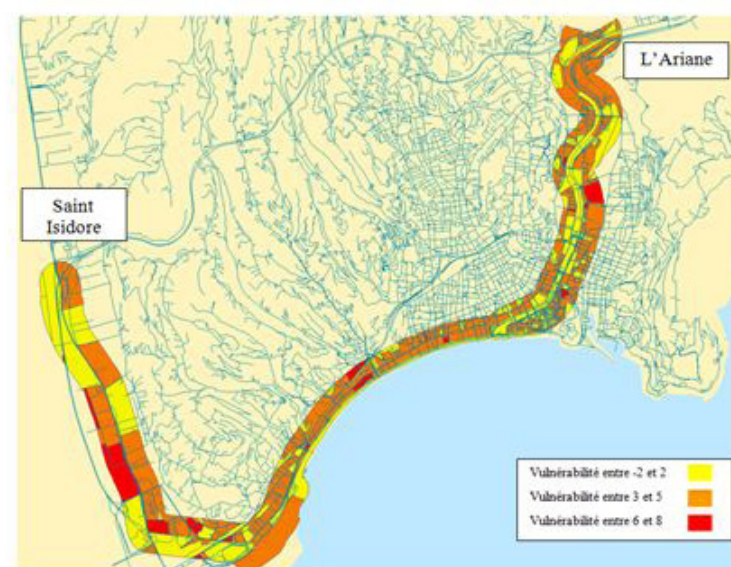 L'Ariane
Saint
Isidore
Vulnérabilité entre -2 et 2
Vulnérabilité entre 3 et 5
Vulnérabilité entre 6 et 8